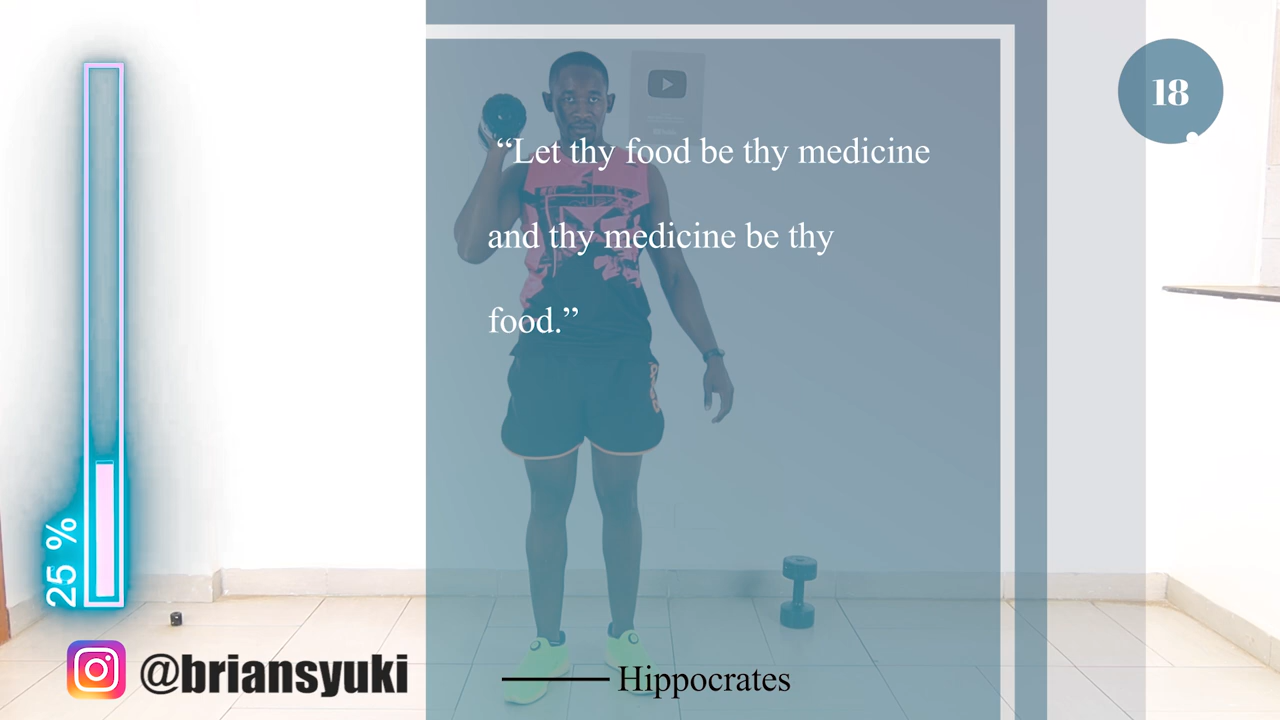 18
“Let thy food be thy medicine
and thy medicine be thy
food.”
25 %
@briansyuki
Hippocrates